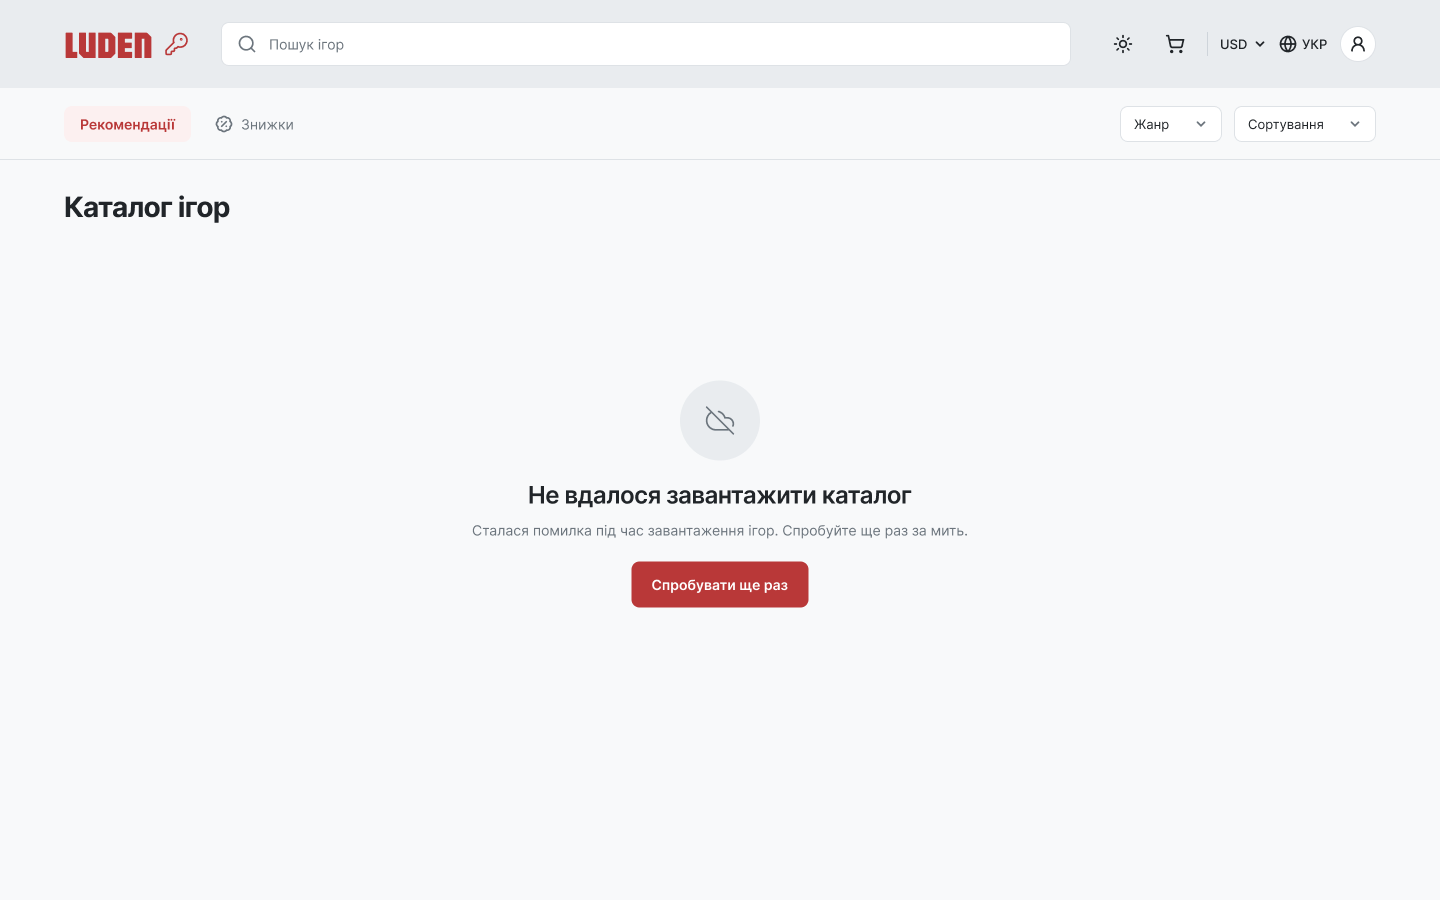 LUDEN
Пошук ігор
USD
УКР
Рекомендації
Знижки
Жанр
Сортування
Каталог ігор
Не вдалося завантажити каталог
Сталася помилка під час завантаження ігор. Спробуйте ще раз за мить.
Спробувати ще раз